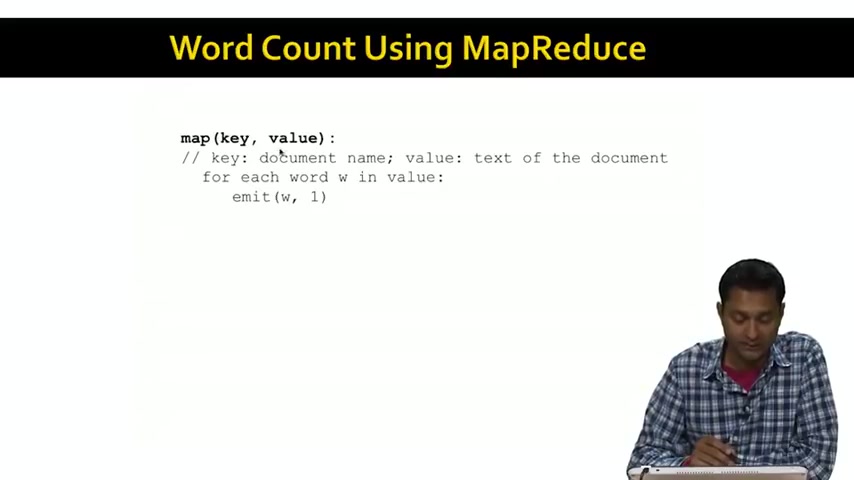 Word Count Using MapReduce
map(key, value):
// key: document name; value: text of the document
for each word w in value:
emit(w, 1)